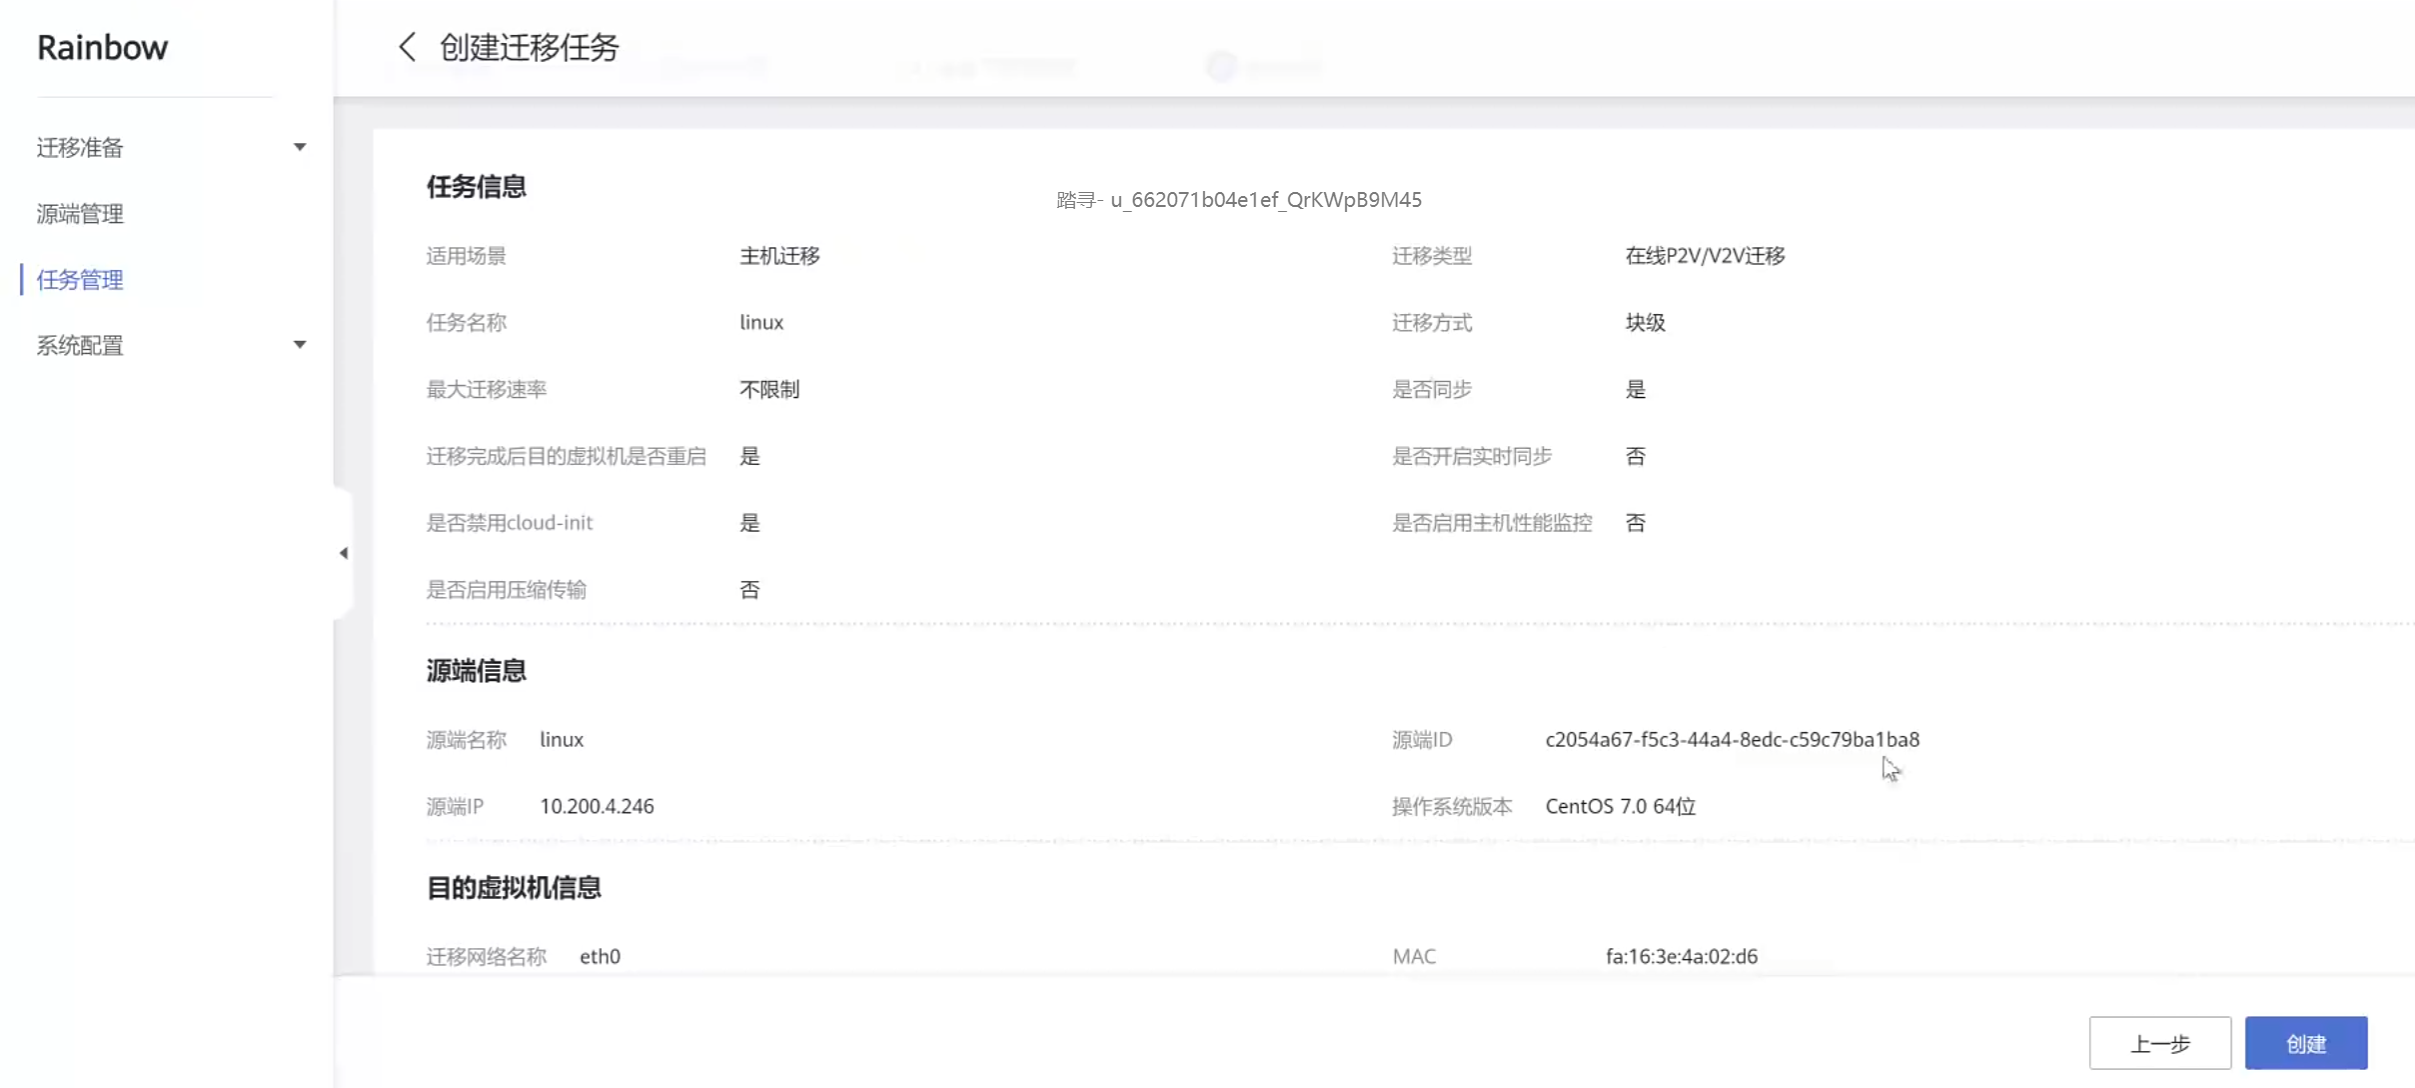 Rainbow
创建迁移任务
迁移准备
源端管理
任务管理
系统配置
任务信息
踏寻- u_662071b04e1ef_QrKWpB9M45
适用场景 主机迁移 迁移类型 在线P2V/V2V迁移
任务名称 linux 迁移方式 块级
最大迁移速率 不限制 是否同步 是
迁移完成后目的虚拟机是否重启 是 是否开启实时同步 否
是否禁用cloud-init 是 是否启用主机性能监控 否
是否启用压缩传输 否
源端信息
源端名称 linux 源端ID c2054a67-f5c3-44a4-8edc-c59c79ba1ba8
源端IP 10.200.4.246 操作系统版本 CentOS 7.0 64位
目的虚拟机信息
迁移网络名称 eth0 MAC fa:16:3e:4a:02:d6
上一步 创建